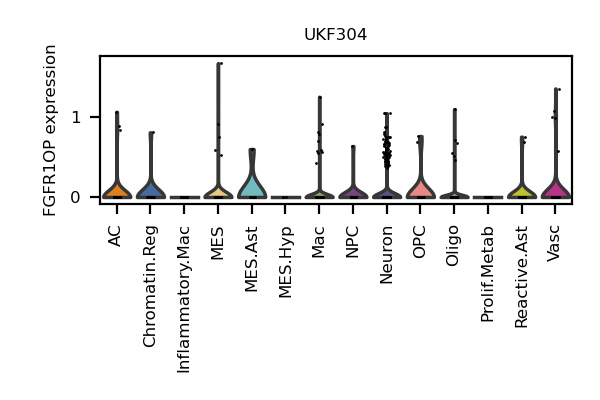 UKF304
FGFR1OP expression
1
0
AC
Chromatin.Reg
Inflammatory.Mac
MES
MES.Ast
MES.Hyp
Mac
NPC
Neuron
OPC
Oligo
Prolif.Metab
Reactive.Ast
Vasc